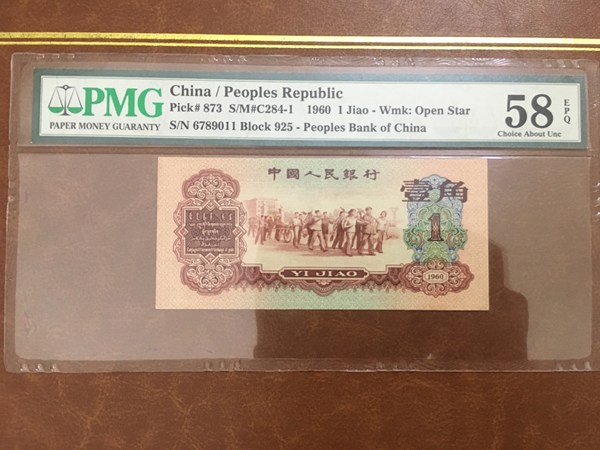 PMG
PAPER MONEY GUARANTY
China / Peoples Republic
Pick# 873 S/M#C284-1 1960 1 Jiao - Wmk: Open Star
S/N 6789011 Block 925 - Peoples Bank of China
58 EPQ
Choice About Unc
中國人民銀行
壹角
1
YI JIAO
1960